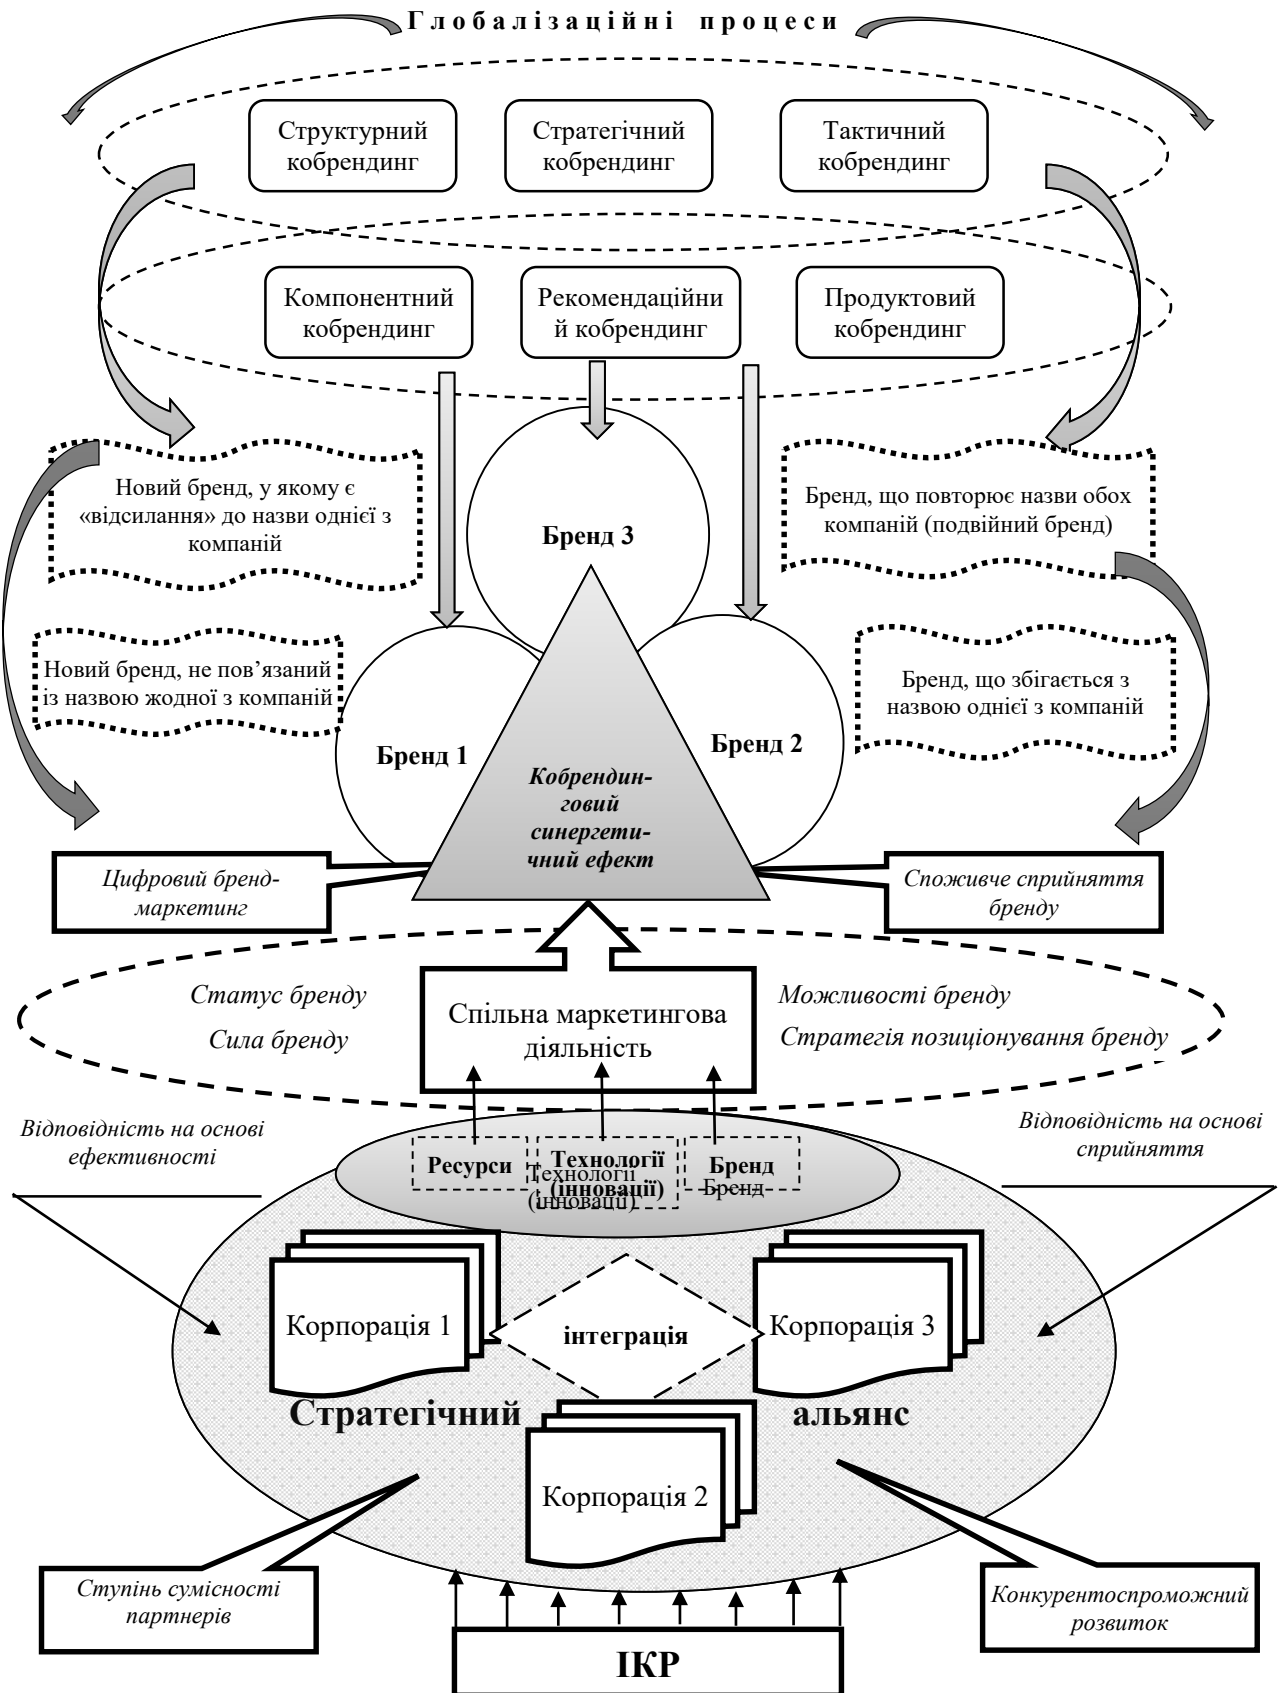 Глобалізаційні процеси
Структурний
кобрендинг
Стратегічний
кобрендинг
Тактичний
кобрендинг
Компонентний
кобрендинг
Рекомендаційни
й кобрендинг
Продуктовий
кобрендинг
Новий бренд, у якому є
«відсилання» до назви однієї з
компаній
Бренд, що повторює назви обох
компаній (подвійний бренд)
Бренд 3
Новий бренд, не пов’язаний
із назвою жодної з компаній
Бренд, що збігається з
назвою однієї з компаній
Бренд 1
Бренд 2
Кобрендин-
говий
синергети-
чний ефект
Цифровий бренд-
маркетинг
Споживче сприйняття
бренду
Статус бренду
Сила бренду
Спільна маркетингова
діяльність
Можливості бренду
Стратегія позиціонування бренду
Відповідність на основі
ефективності
Відповідність на основі
сприйняття
Ресурси
Технології
(інновації)
Технології
(інновації)
Бренд
Бренд
Корпорація 1
інтеграція
Корпорація 3
Стратегічний альянс
Корпорація 2
Ступінь сумісності
партнерів
Конкурентоспроможний
розвиток
ІКР